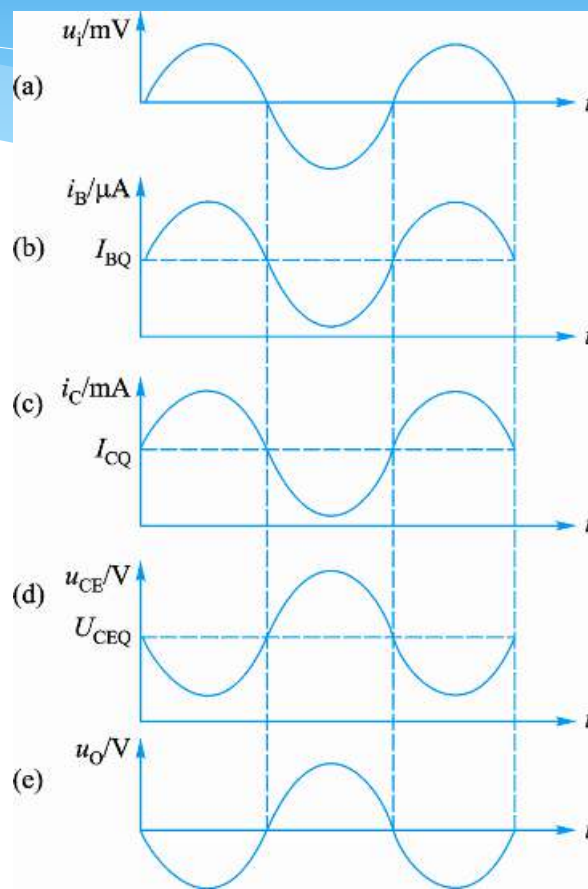 u_i/mV
(a)
t
i_B/μA
(b)
I_BQ
t
i_C/mA
(c)
I_CQ
t
u_CE/V
(d)
U_CEQ
t
u_O/V
(e)
t